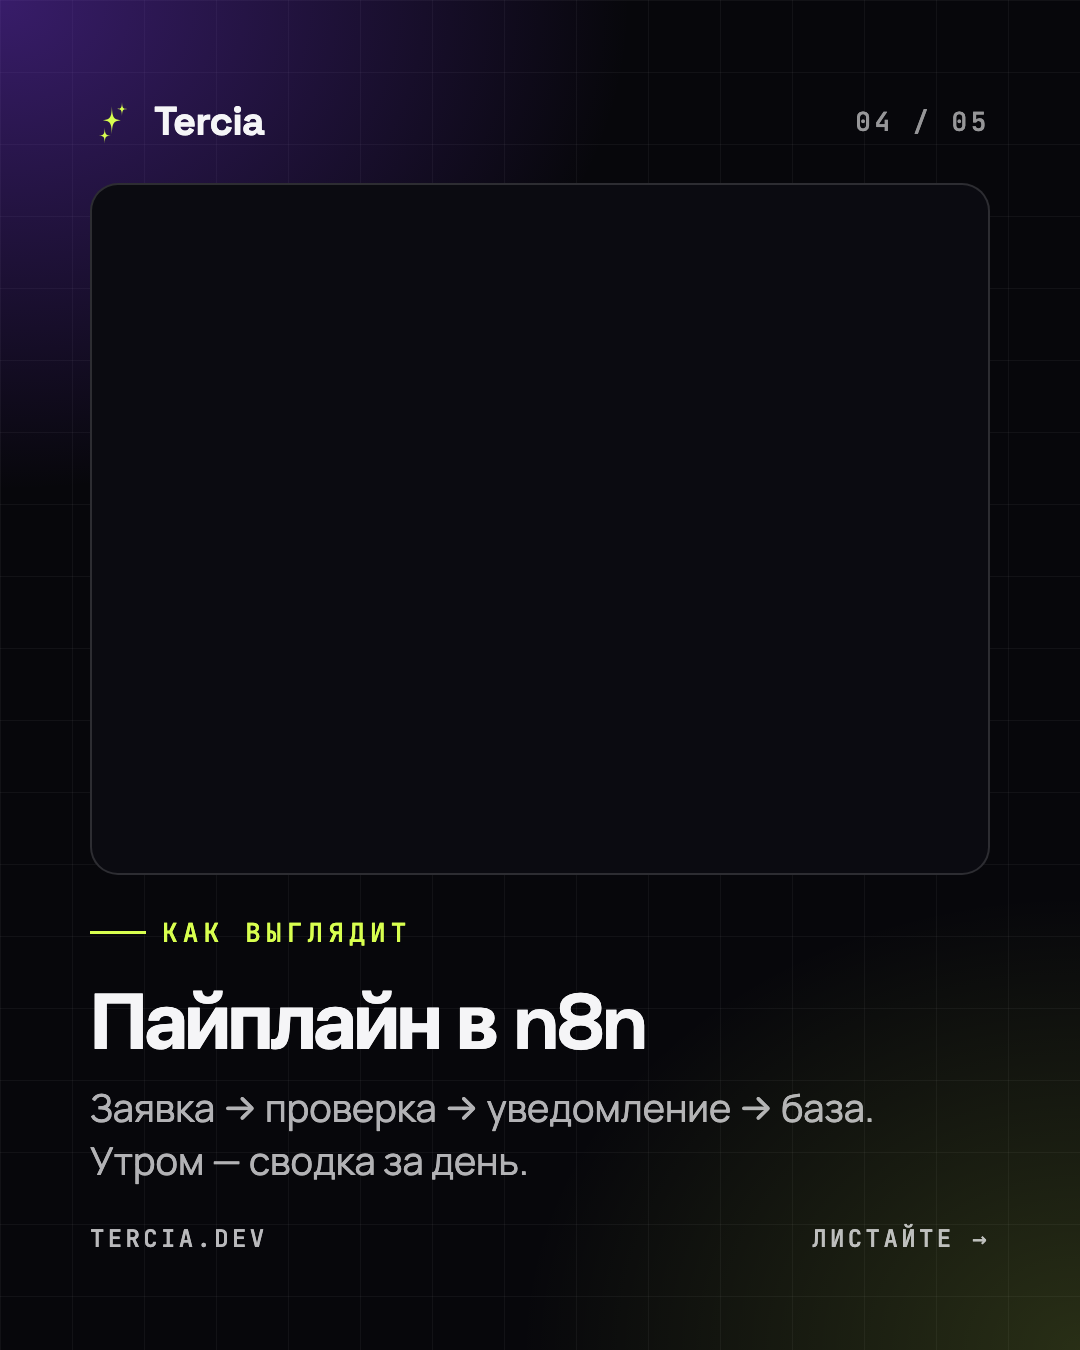 Tercia
04 / 05
КАК ВЫГЛЯДИТ
Пайплайн в n8n
Заявка → проверка → уведомление → база.
Утром — сводка за день.
TERCIA.DEV
ЛИСТАЙТЕ →